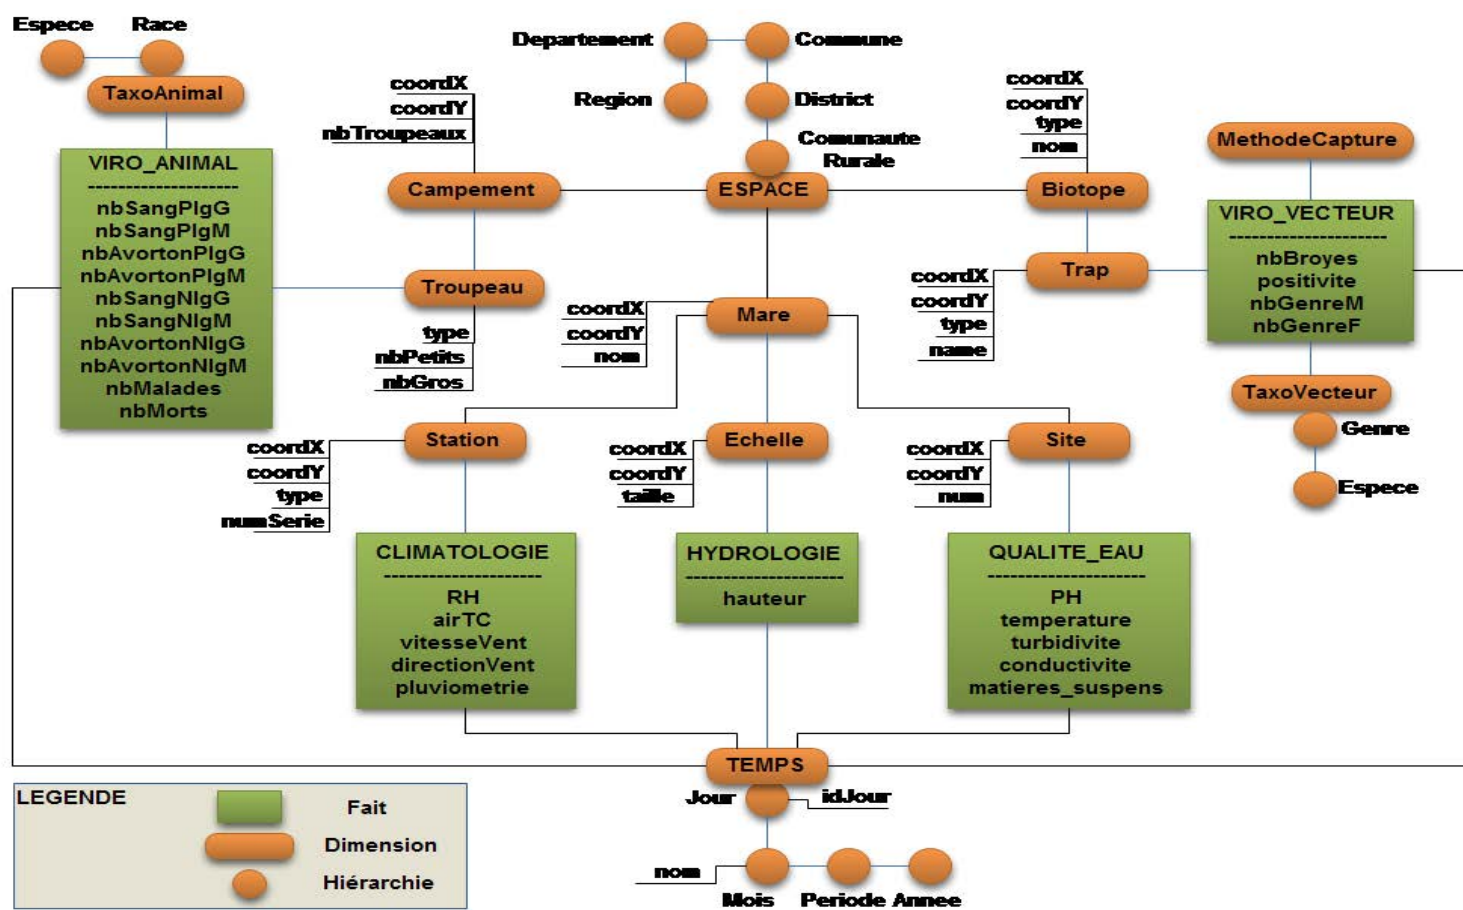 Espece
Race
TaxoAnimal
VIRO_ANIMAL
--------------------
nbSangPIgG
nbSangPIgM
nbAvortonPIgG
nbAvortonPIgM
nbSangNIgG
nbSangNIgM
nbAvortonNIgG
nbAvortonNIgM
nbMalades
nbMorts
coordX
coordY
nbTroupeaux
Campement
Troupeau
type
nbPetits
nbGros
Departement
Commune
Region
District
Comunaute
Rurale
ESPACE
coordX
coordY
type
nom
Biotope
coordX
coordY
type
name
Trap
MethodeCapture
VIRO_VECTEUR
---------------------
nbBroyes
positivite
nbGenreM
nbGenreF
TaxoVecteur
Genre
Espece
coordX
coordY
nom
Mare
coordX
coordY
type
numSerie
Station
coordX
coordY
taille
Echelle
coordX
coordY
num
Site
CLIMATOLOGIE
---------------------
RH
airTC
vitesseVent
directionVent
pluviometrie
HYDROLOGIE
---------------------
hauteur
QUALITE_EAU
---------------------
PH
temperature
turbidivite
conductivite
matieres_suspens
TEMPS
Jour
idJour
nom
Mois
Periode
Annee
LEGENDE
Fait
Dimension
Hiérarchie